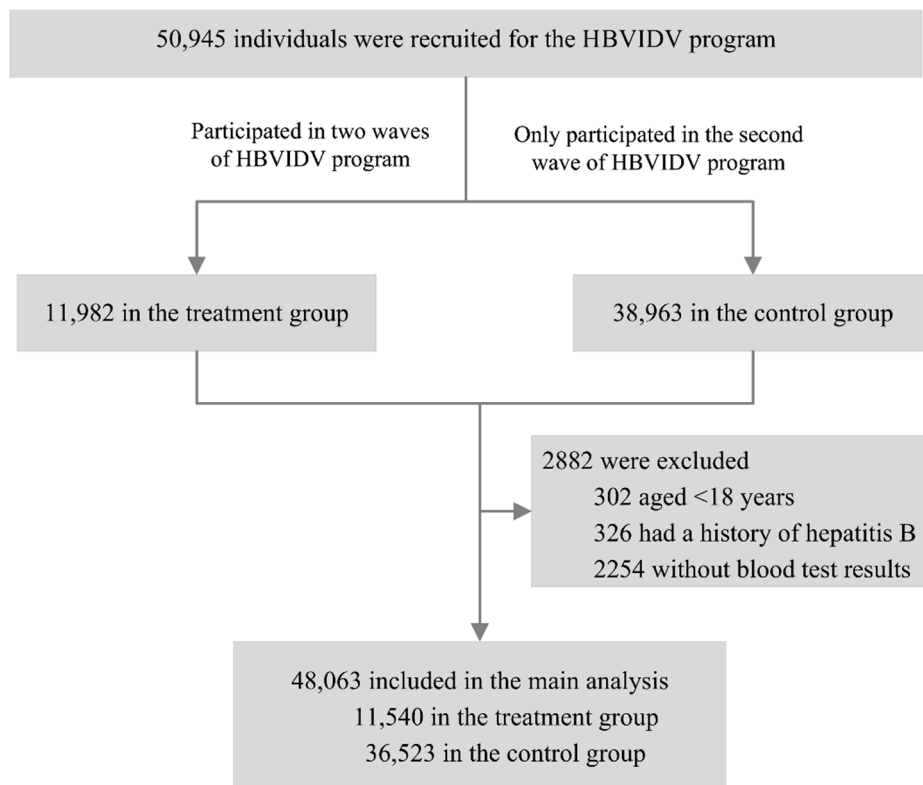 50,945 individuals were recruited for the HBVIDV program
Participated in two waves
of HBVIDV program
Only participated in the second
wave of HBVIDV program
11,982 in the treatment group
38,963 in the control group
2882 were excluded
302 aged <18 years
326 had a history of hepatitis B
2254 without blood test results
48,063 included in the main analysis
11,540 in the treatment group
36,523 in the control group